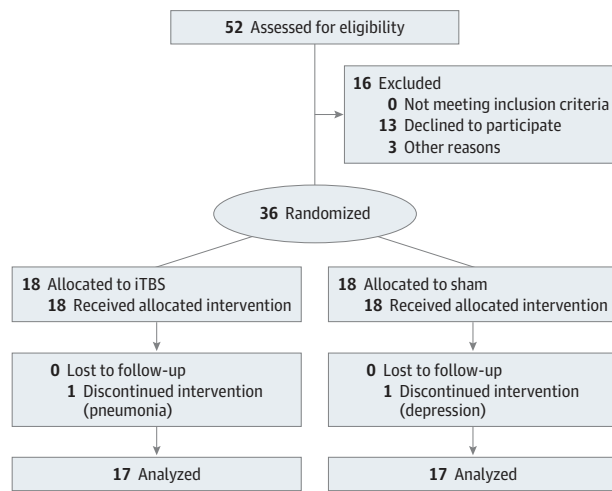 52 Assessed for eligibility
16 Excluded
0 Not meeting inclusion criteria
13 Declined to participate
3 Other reasons
36 Randomized
18 Allocated to iTBS
18 Received allocated intervention
18 Allocated to sham
18 Received allocated intervention
0 Lost to follow-up
1 Discontinued intervention
(pneumonia)
0 Lost to follow-up
1 Discontinued intervention
(depression)
17 Analyzed
17 Analyzed